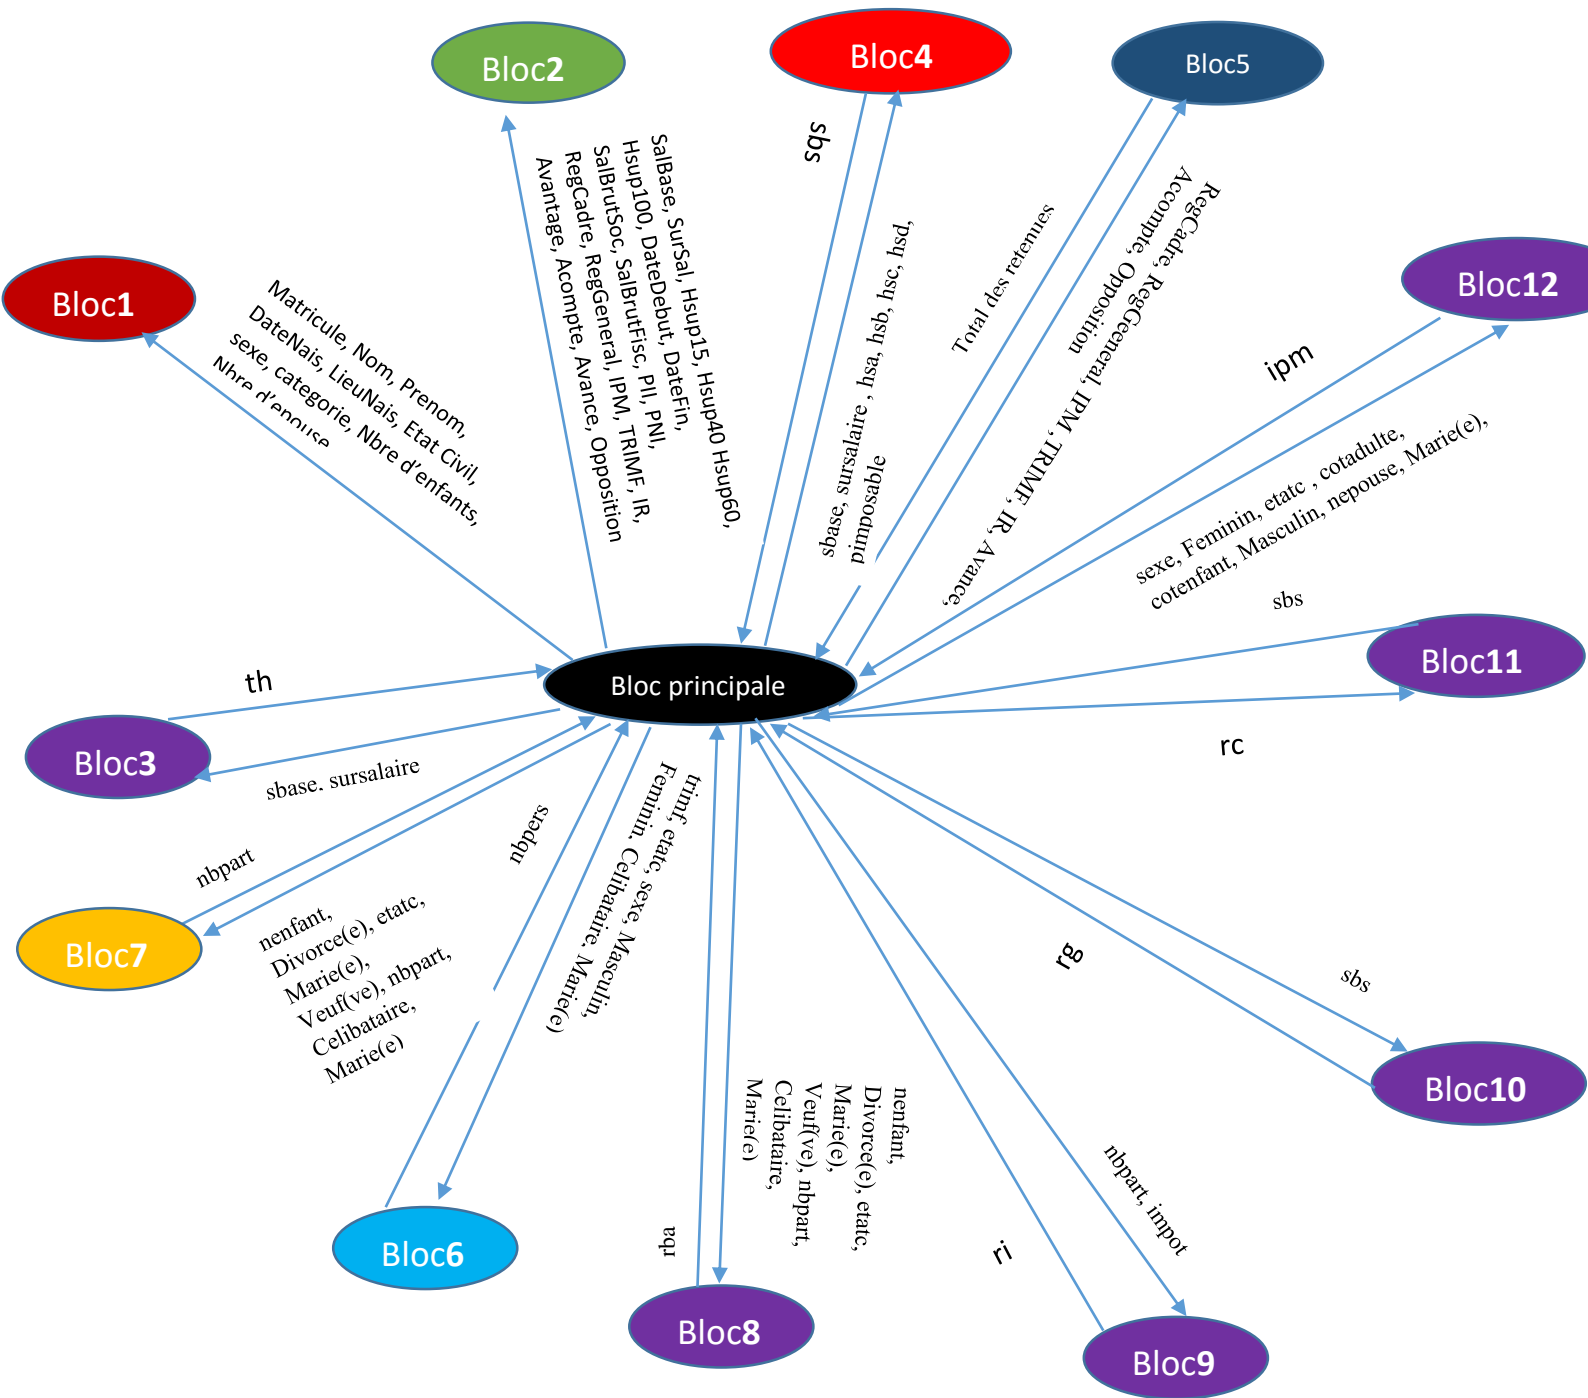 Bloc2
Bloc4
Bloc5
Bloc1
Bloc12
Matricule, Nom, Prenom,
DateNais, LieuNais, Etat Civil,
sexe, categorie, Nbre d'enfants,
Nbre d'epouse
SalBase, SurSal, Hsup15, Hsup40 Hsup60,
Hsup100, DateDebut, DateFin,
SalBrutSoc, SalBrutFisc, PII, PNI,
RegCadre, RegGeneral, IPM, TRIMF, IR,
Avantage, Acompte, Avance, Opposition
sbs
sbase, sursalaire , hsa, hsb, hsc, hsd,
pimposable
Total des retenues
RegCadre, RegGeeneral, IPM ,TRIMF, IR, Avance,
Accompte, Opposition
ipm
sexe, Feminin, etatc , cotadulte,
cotenfant, Masculin, nepouse, Marie(e),
sbs
Bloc11
rc
Bloc principale
th
Bloc3
sbase, sursalaire
nbpart
Bloc7
nenfant,
Divorce(e), etatc,
Marie(e),
Veuf(ve), nbpart,
Celibataire,
Marie(e)
nbpers
trimf, etatc, sexe, Masculin,
Feminin, Celibataire, Marie(e)
Bloc6
rba
nenfant,
Divorce(e), etatc,
Marie(e),
Veuf(ve), nbpart,
Celibataire,
Marie(e)
Bloc8
ri
nbpart, impot
Bloc9
rg
sbs
Bloc10